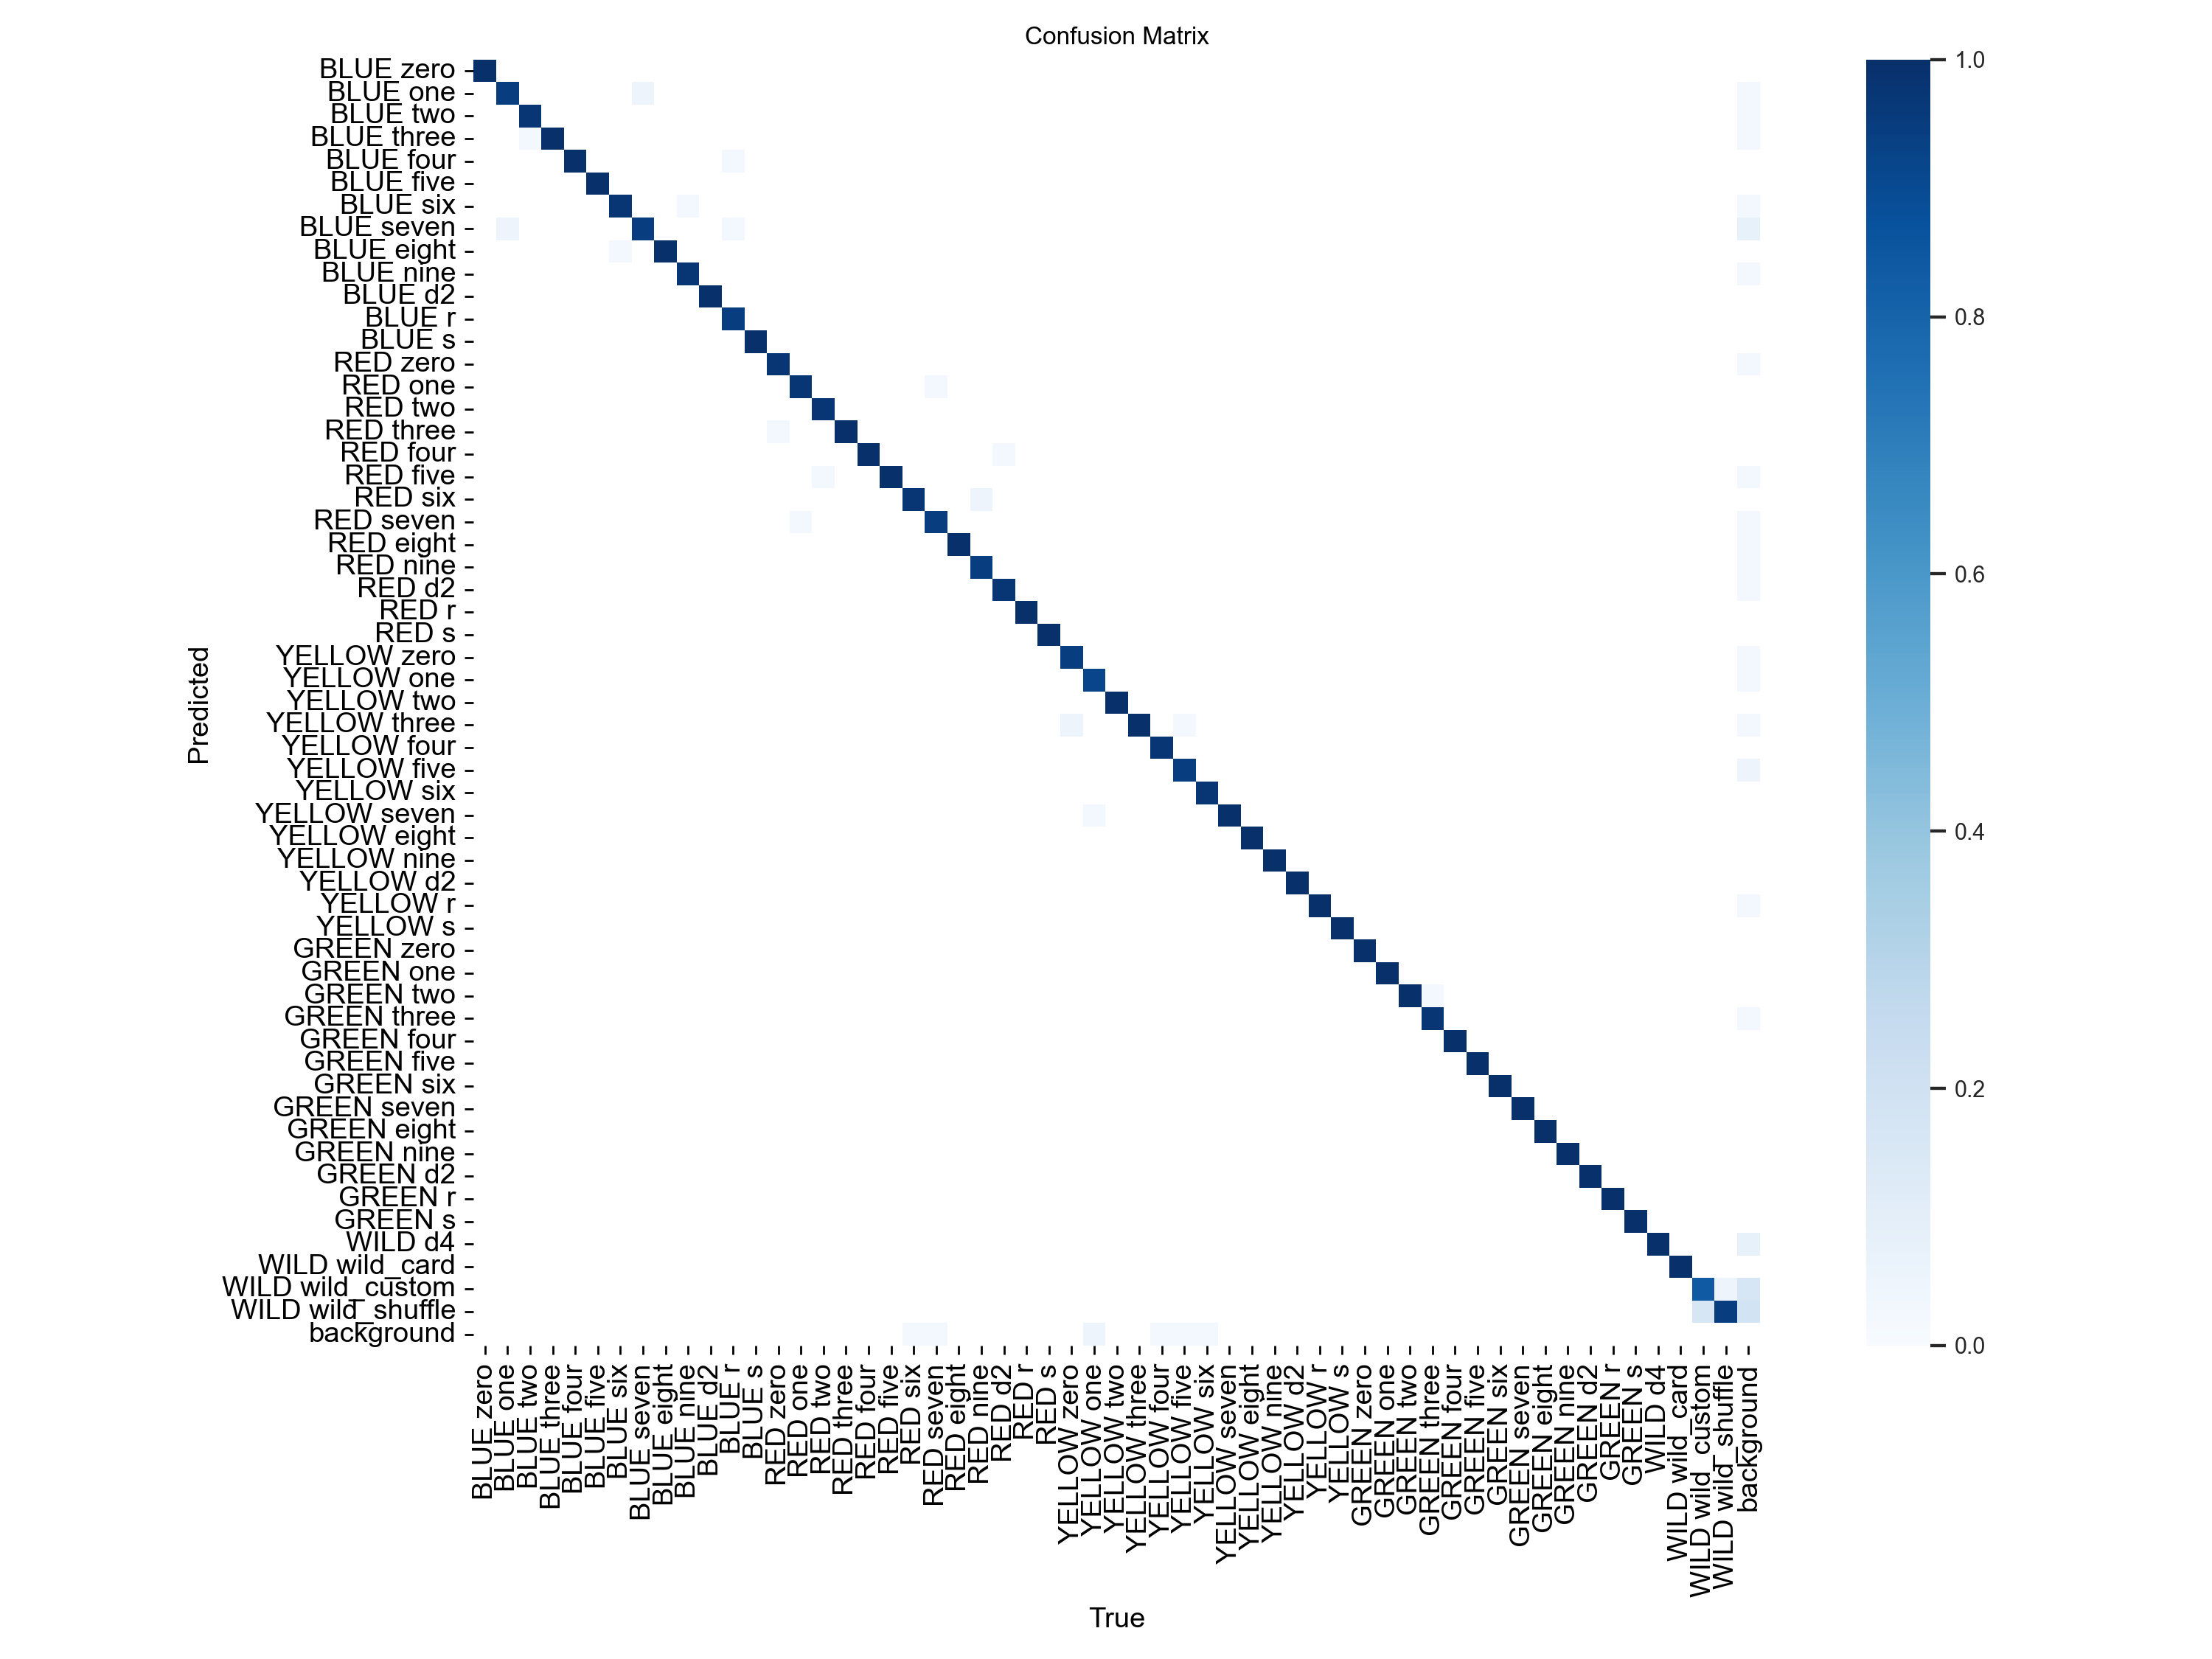 Confusion Matrix
BLUE zero
BLUE one
BLUE two
BLUE three
BLUE four
BLUE five
BLUE six
BLUE seven
BLUE eight
BLUE nine
BLUE d2
BLUE r
BLUE s
RED zero
RED one
RED two
RED three
RED four
RED five
RED six
RED seven
RED eight
RED nine
RED d2
RED r
RED s
YELLOW zero
YELLOW one
YELLOW two
YELLOW three
YELLOW four
YELLOW five
YELLOW six
YELLOW seven
YELLOW eight
YELLOW nine
YELLOW d2
YELLOW r
YELLOW s
GREEN zero
GREEN one
GREEN two
GREEN three
GREEN four
GREEN five
GREEN six
GREEN seven
GREEN eight
GREEN nine
GREEN d2
GREEN r
GREEN s
WILD d4
WILD wild_card
WILD wild_custom
WILD wild_shuffle
background
Predicted
BLUE zero
BLUE one
BLUE two
BLUE three
BLUE four
BLUE five
BLUE six
BLUE seven
BLUE eight
BLUE nine
BLUE d2
BLUE r
BLUE s
RED zero
RED one
RED two
RED three
RED four
RED five
RED six
RED seven
RED eight
RED nine
RED d2
RED r
RED s
YELLOW zero
YELLOW one
YELLOW two
YELLOW three
YELLOW four
YELLOW five
YELLOW six
YELLOW seven
YELLOW eight
YELLOW nine
YELLOW d2
YELLOW r
YELLOW s
GREEN zero
GREEN one
GREEN two
GREEN three
GREEN four
GREEN five
GREEN six
GREEN seven
GREEN eight
GREEN nine
GREEN d2
GREEN r
GREEN s
WILD d4
WILD wild_card
WILD wild_custom
WILD wild_shuffle
background
True
1.0
0.8
0.6
0.4
0.2
0.0